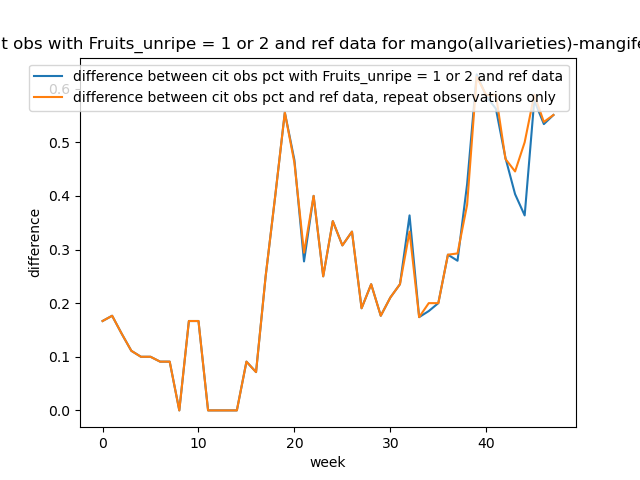 t obs with Fruits_unripe = 1 or 2 and ref data for mango(allvarieties)-mangife
difference between cit obs pct with Fruits_unripe = 1 or 2 and ref data
difference between cit obs pct and ref data, repeat observations only
0.6
0.5
0.4
0.3
0.2
0.1
0.0
difference
0 10 20 30 40
week